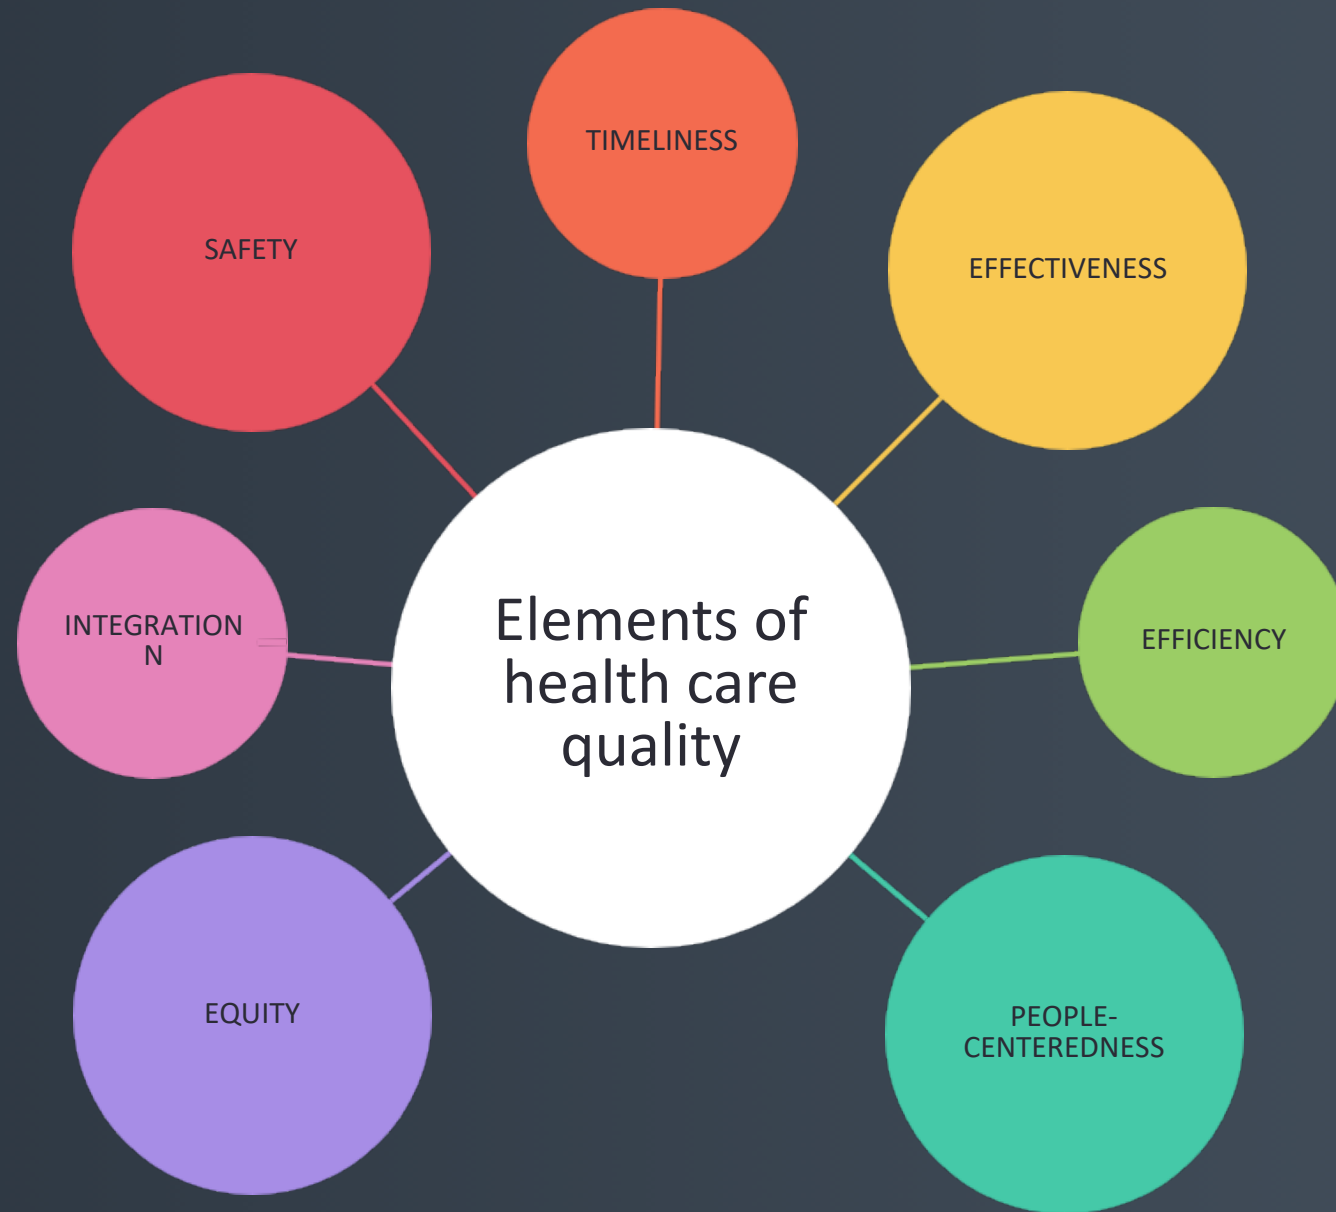 TIMELINESS
SAFETY
EFFECTIVENESS
INTEGRATION
N
Elements of
health care
quality
EFFICIENCY
EQUITY
PEOPLE-
CENTEREDNESS